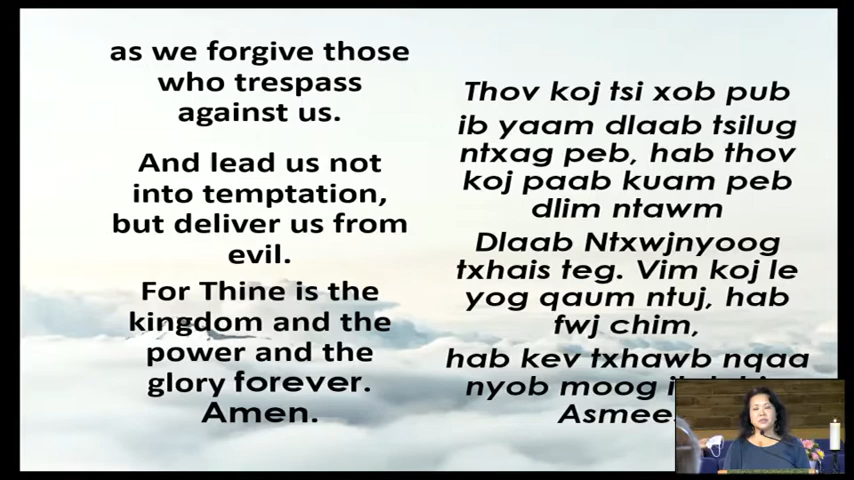 as we forgive those
who trespass
against us.
And lead us not
into temptation,
but deliver us from
evil.
For Thine is the
kingdom and the
power and the
glory forever.
Amen.
Thov koj tsi xob pub
ib yaam dlaab tsilug
ntxag peb, hab thov
koj paab kuam peb
dlim ntawm
Dlaab Ntxwjnyoog
txhais teg. Vim koj le
yog qaum ntuj, hab
fwj chim,
hab kev txhawb nqaa
nyob moog